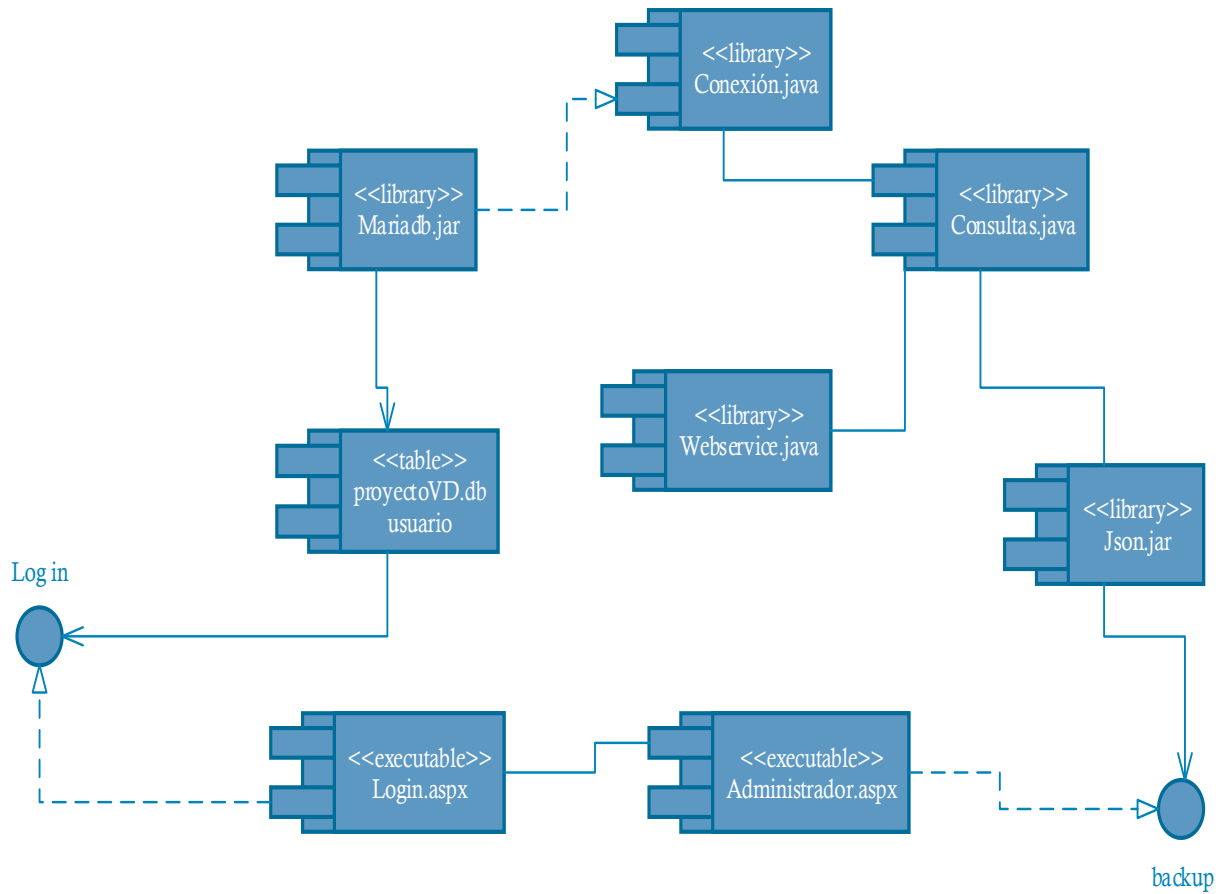 <<library>>
Conexión.java
<<library>>
Mariadb.jar
<<library>>
Consultas.java
<<library>>
Webservice.java
<<table>>
proyectoVD.db
usuario
<<library>>
Json.jar
Log in
<<executable>>
Login.aspx
<<executable>>
Administrador.aspx
backup